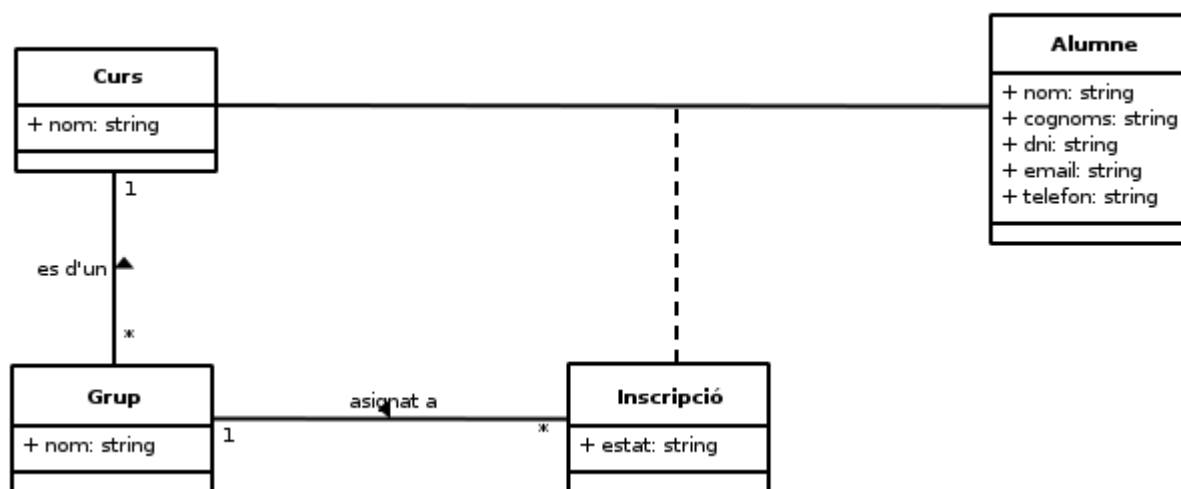 Curs
+ nom: string
Alumne
+ nom: string
+ cognoms: string
+ dni: string
+ email: string
+ telefon: string
1
es d'un
*
Grup
+ nom: string
asignat a
1
*
Inscripció
+ estat: string